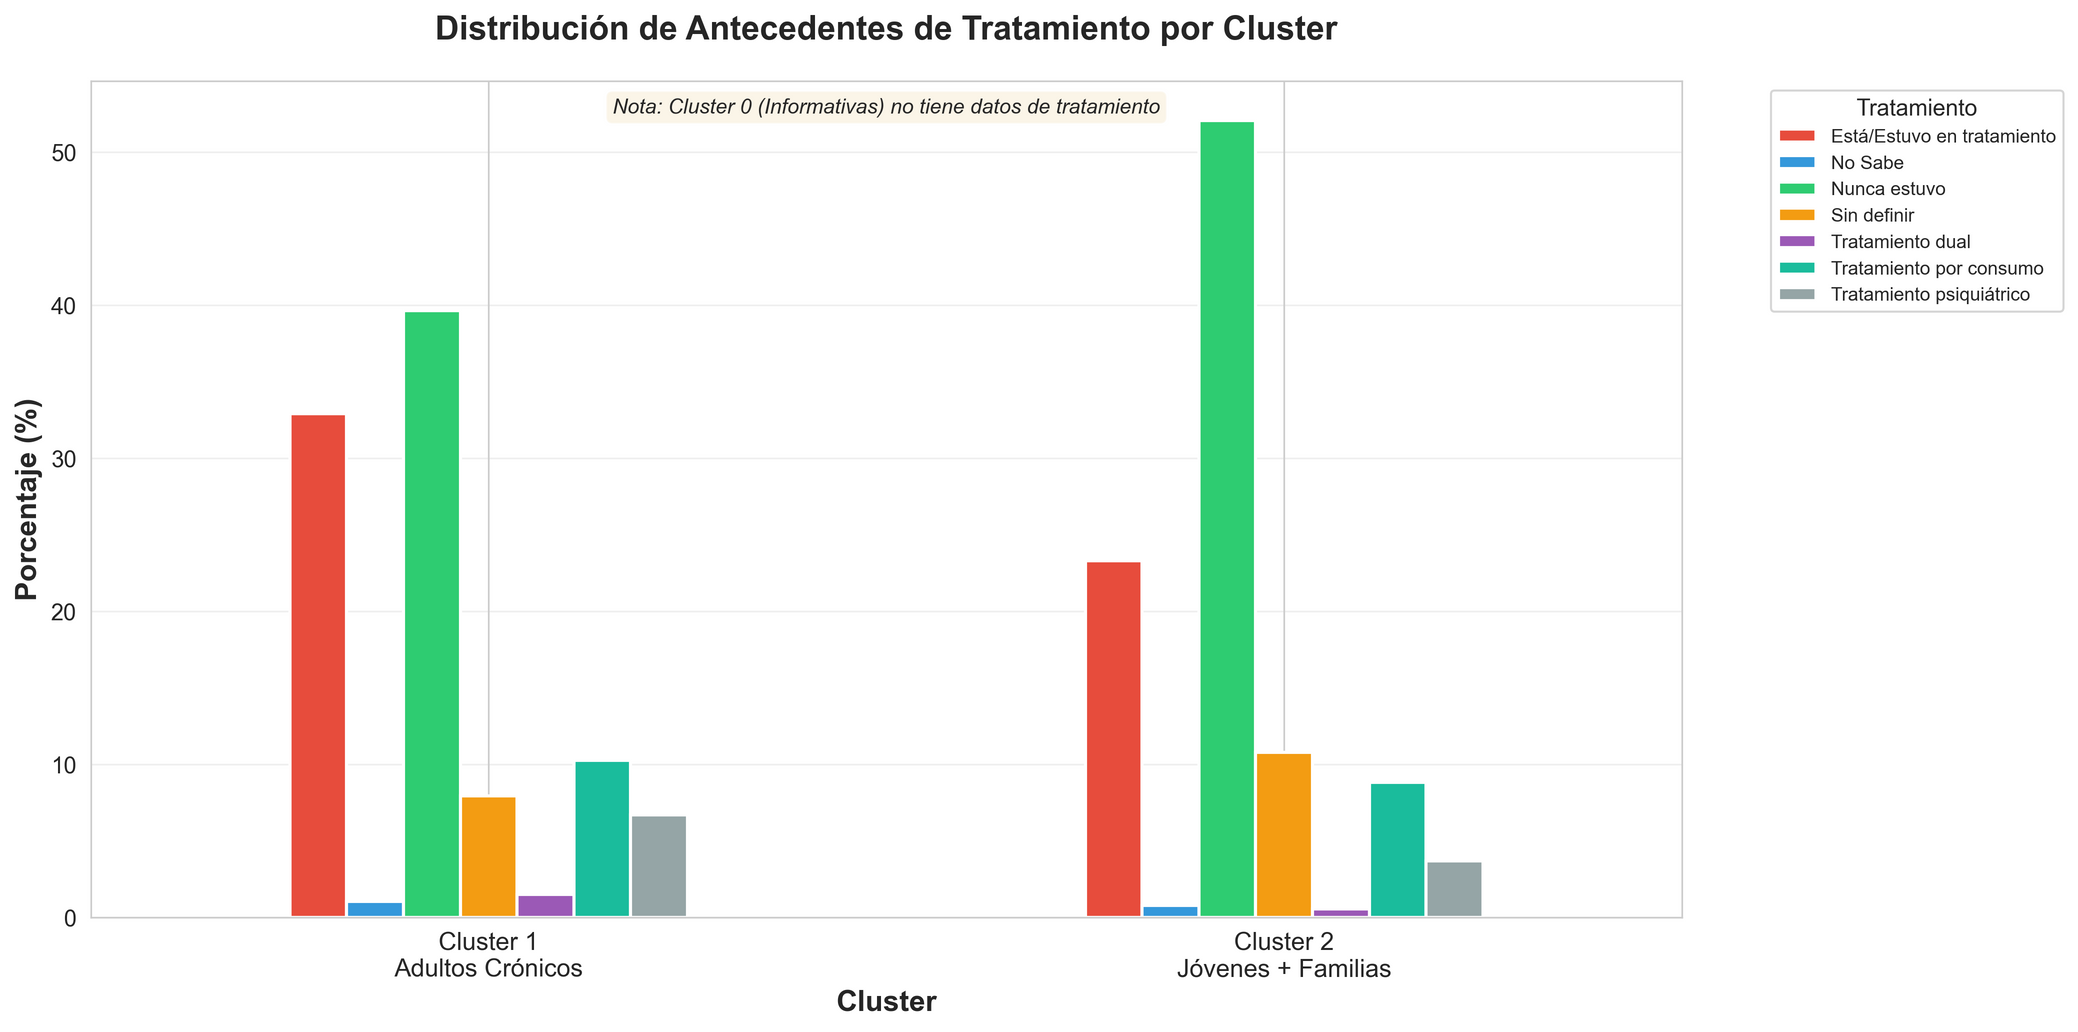 Distribución de Antecedentes de Tratamiento por Cluster
Nota: Cluster 0 (Informativas) no tiene datos de tratamiento
Tratamiento
Está/Estuvo en tratamiento
No Sabe
Nunca estuvo
Sin definir
Tratamiento dual
Tratamiento por consumo
Tratamiento psiquiátrico
Porcentaje (%)
50
40
30
20
10
0
Cluster 1
Adultos Crónicos
Cluster 2
Jóvenes + Familias
Cluster